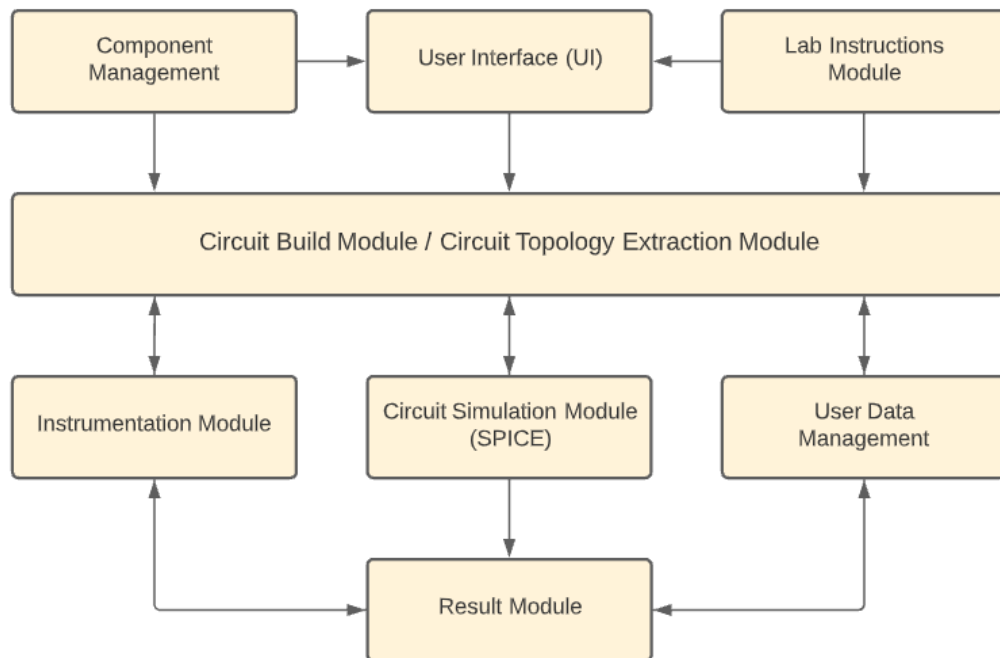 Component
Management
User Interface (UI)
Lab Instructions
Module
Circuit Build Module / Circuit Topology Extraction Module
Instrumentation Module
Circuit Simulation Module
(SPICE)
User Data
Management
Result Module